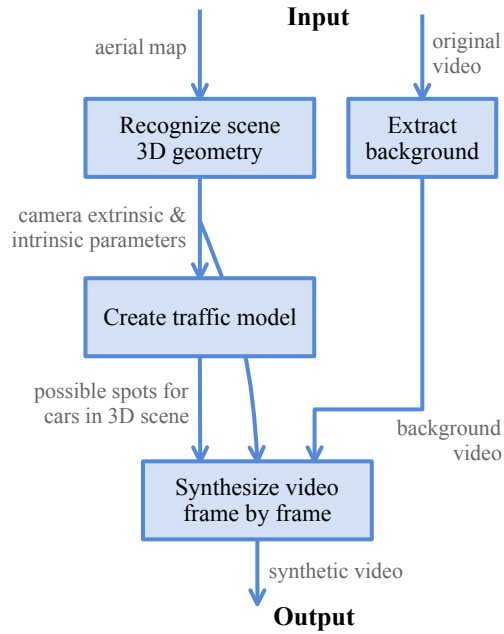 Input
aerial map
original
video
Recognize scene
3D geometry
Extract
background
camera extrinsic &
intrinsic parameters
Create traffic model
possible spots for
cars in 3D scene
background
video
Synthesize video
frame by frame
synthetic video
Output